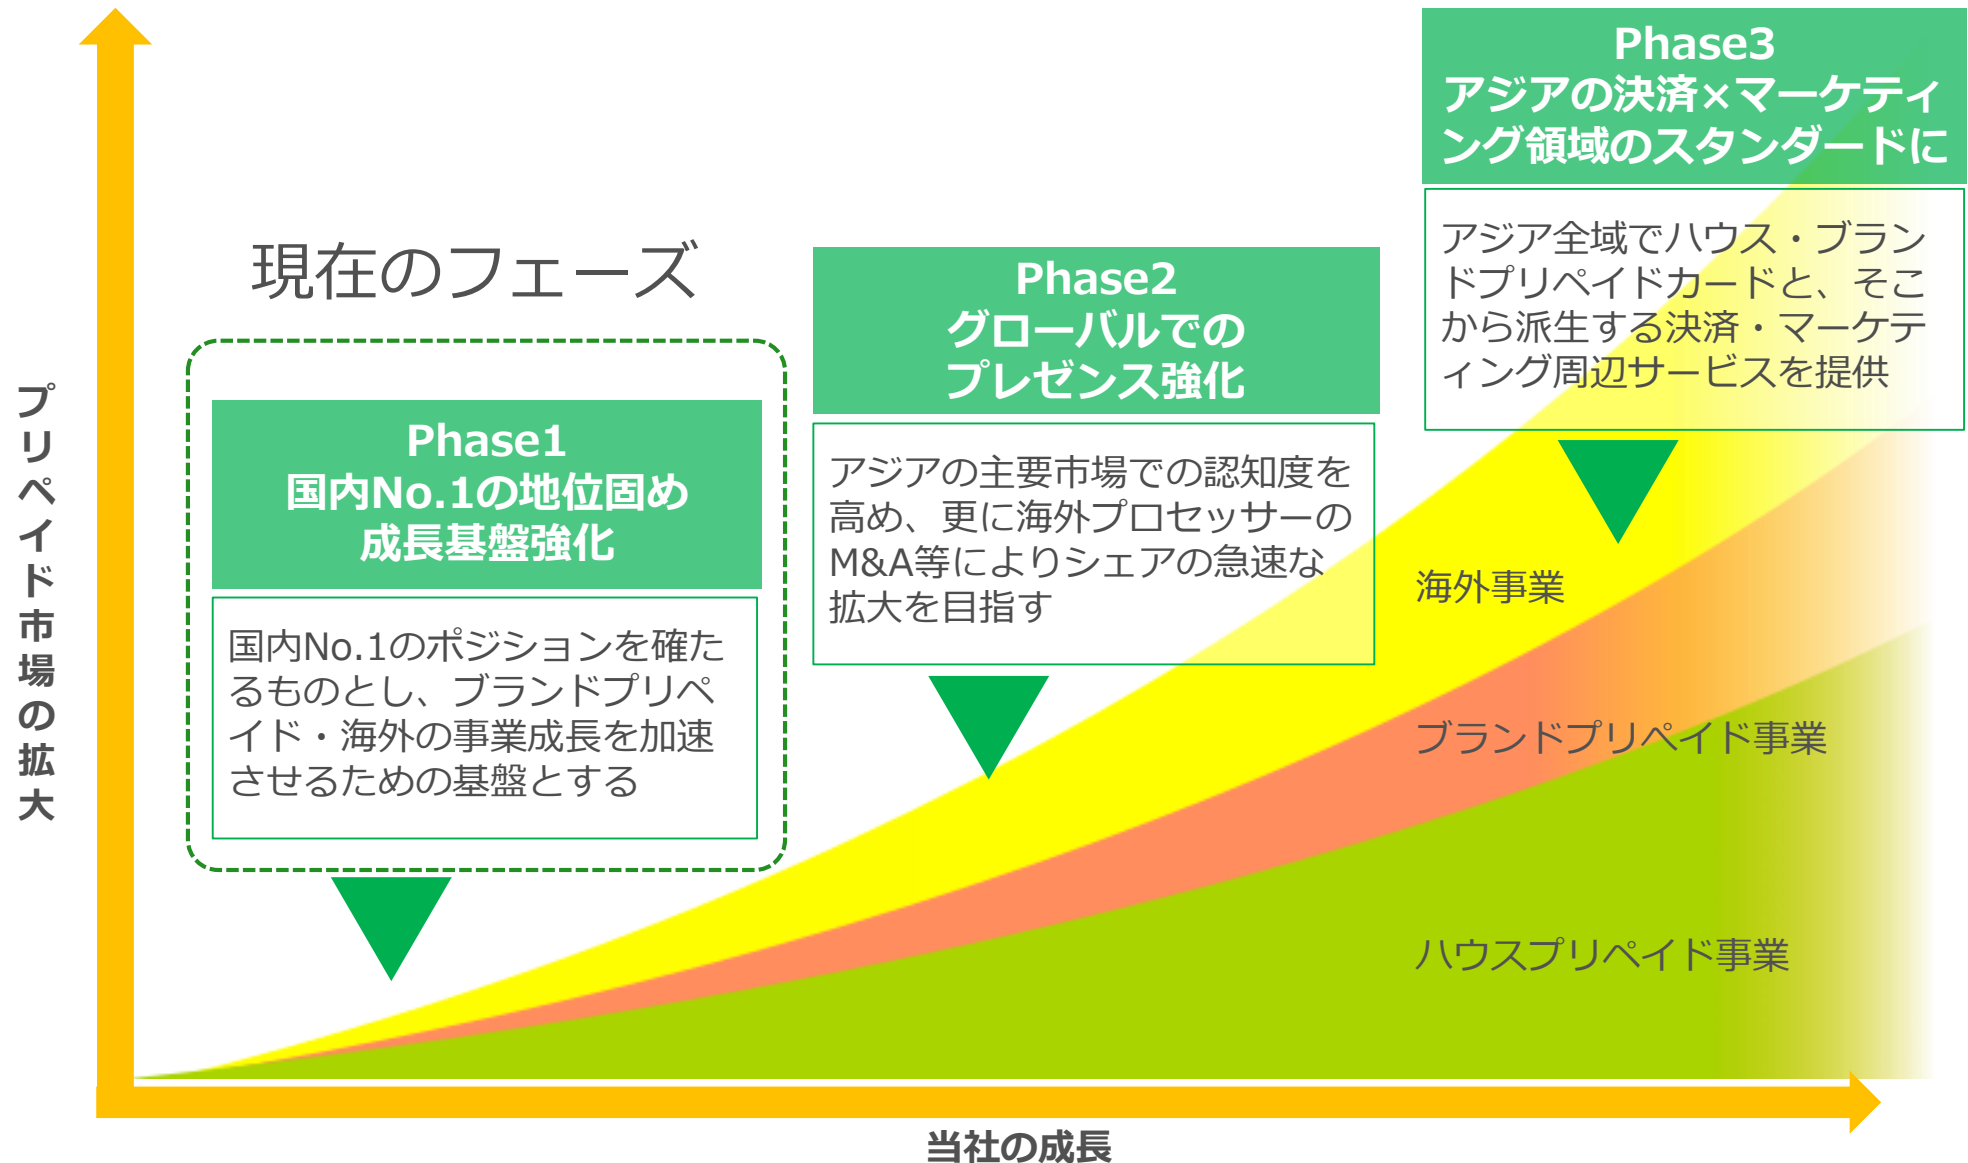 プリペイド市場の拡大
現在のフェーズ
Phase1
国内No.1の地位固め
成長基盤強化
国内No.1のポジションを確た
るものとし、ブランドプリペ
イド・海外の事業成長を加速
させるための基盤とする
Phase2
グローバルでの
プレゼンス強化
アジアの主要市場での認知度を
高め、更に海外プロセッサーの
M&A等によりシェアの急速な
拡大を目指す
Phase3
アジアの決済×マーケティ
ング領域のスタンダードに
アジア全域でハウス・ブラン
ドプリペイドカードと、そこ
から派生する決済・マーケテ
ィング周辺サービスを提供
海外事業
ブランドプリペイド事業
ハウスプリペイド事業
当社の成長